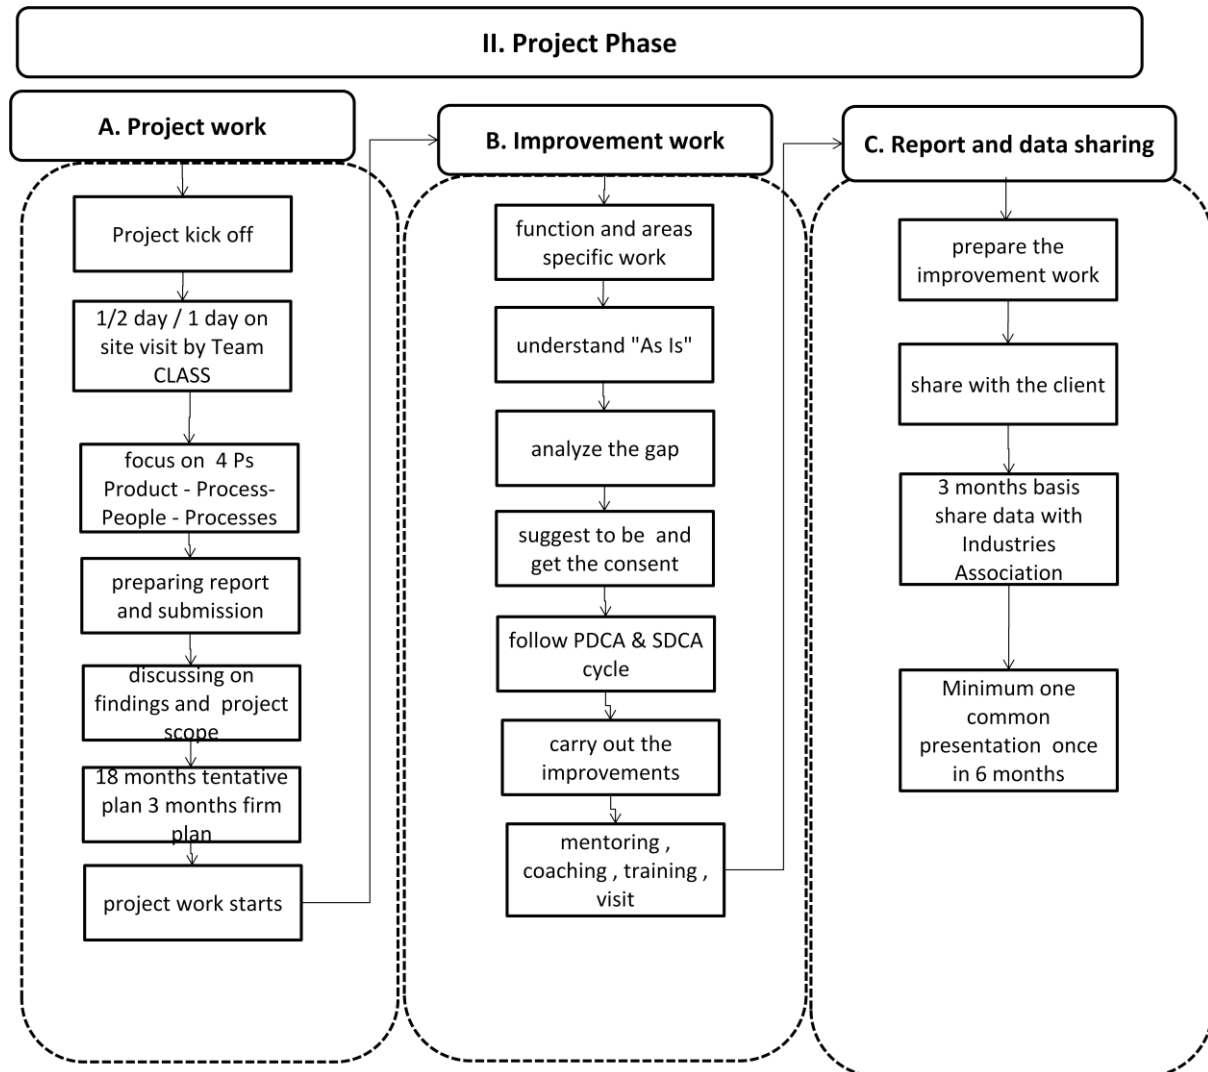 II. Project Phase
A. Project work
Project kick off
1/2 day / 1 day on
site visit by Team
CLASS
focus on  4 Ps
Product - Process-
People - Processes
preparing report
and submission
discussing on
findings and  project
scope
18 months tentative
plan 3 months firm
plan
project work starts
B. Improvement work
function and areas
specific work
understand "As Is"
analyze the gap
suggest to be  and
get the consent
follow PDCA & SDCA
cycle
carry out the
improvements
mentoring ,
coaching , training ,
visit
C. Report and data sharing
prepare the
improvement work
share with the client
3 months basis
share data with
Industries
Association
Minimum one
common
presentation  once
in 6 months